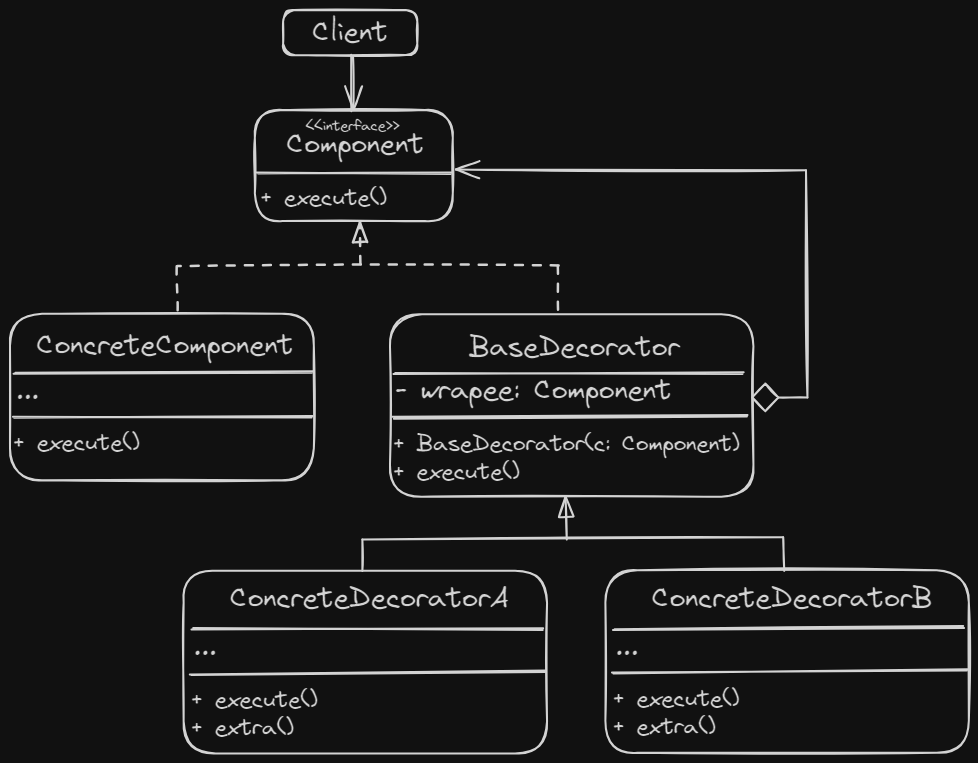 Client
<<interface>>
Component
+ execute()
ConcreteComponent
...
+ execute()
BaseDecorator
- wrapee: Component
+ BaseDecorator(c: Component)
+ execute()
ConcreteDecoratorA
...
+ execute()
+ extra()
ConcreteDecoratorB
...
+ execute()
+ extra()